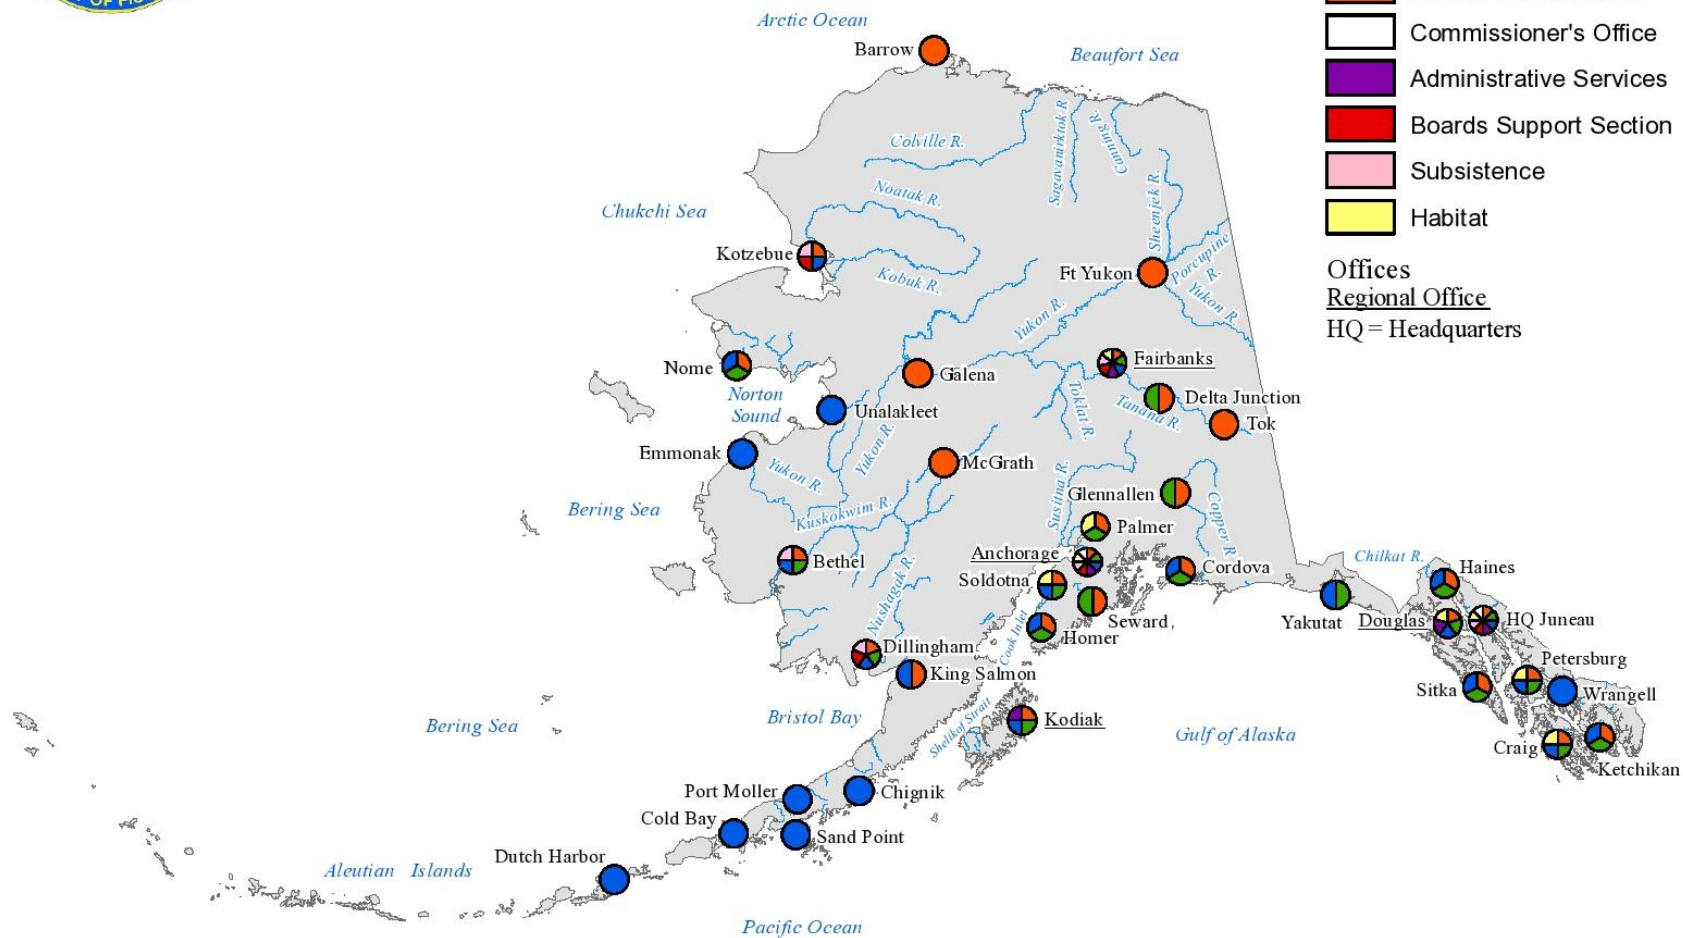 OF FIS
Arctic Ocean
Barrow
Beaufort Sea
Commissioner's Office
Administrative Services
Boards Support Section
Subsistence
Habitat
Offices
Regional Office
HQ = Headquarters
Colville R.
Sagavanirktok R
Canning R.
Noatak R.
Chukchi Sea
Sheenjek R.
Kotzebue
Kobuk R.
Ft Yukon
Porcupine
R.
Yukon R.
Yukon R.
Nome
Galena
Fairbanks
Norton
Sound
Unalakleet
Toklat R.
Delta Junction
Tanana R.
Tok
Emmonak
Yukon R.
Yukon R.
McGrath
Susitna R.
Glennallen
Copper R
Bering Sea
Kuskokwim R.
Palmer
Bethel
Nushagak R.
Anchorage
Soldotna
Cordova
Chilkat R.
Haines
Seward,
Yakutat
Douglas
HQ Juneau
Cook Inlet
Homer
Dillingham
King Salmon
Petersburg
Sitka
Wrangell
Bering Sea
Bristol Bay
Shelikof Strait
Kodiak
Gulf of Alaska
Craig
Ketchikan
Port Moller
Chignik
Cold Bay
Sand Point
Dutch Harbor
Aleutian Islands
Pacific Ocean